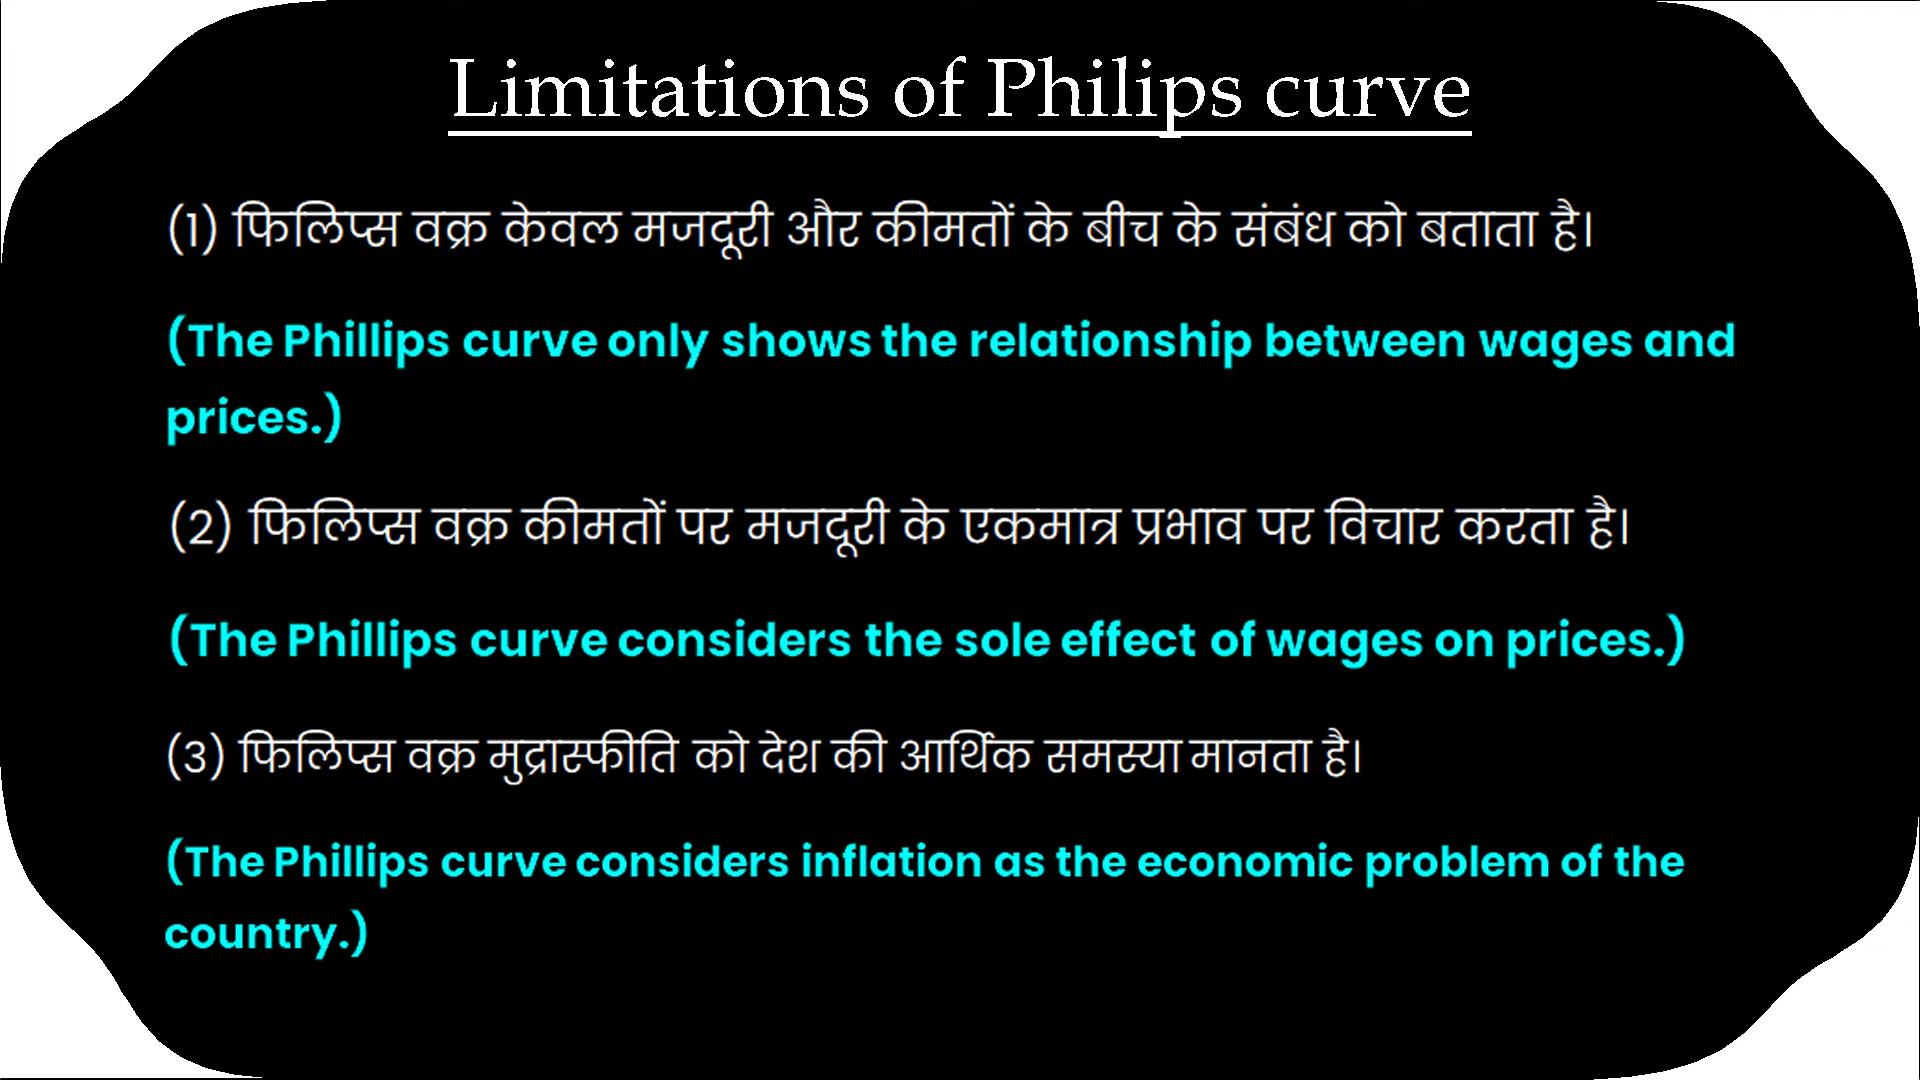 Limitations of Philips curve
(1) फिलिप्स वक्र केवल मजदूरी और कीमतों के बीच के संबंध को बताता है।
(The Phillips curve only shows the relationship between wages and
prices.)
(2) फिलिप्स वक्र कीमतों पर मजदूरी के एकमात्र प्रभाव पर विचार करता है।
(The Phillips curve considers the sole effect of wages on prices.)
(3) फिलिप्स वक्र मुद्रास्फीति को देश की आर्थिक समस्या मानता है।
(The Phillips curve considers inflation as the economic problem of the
country.)